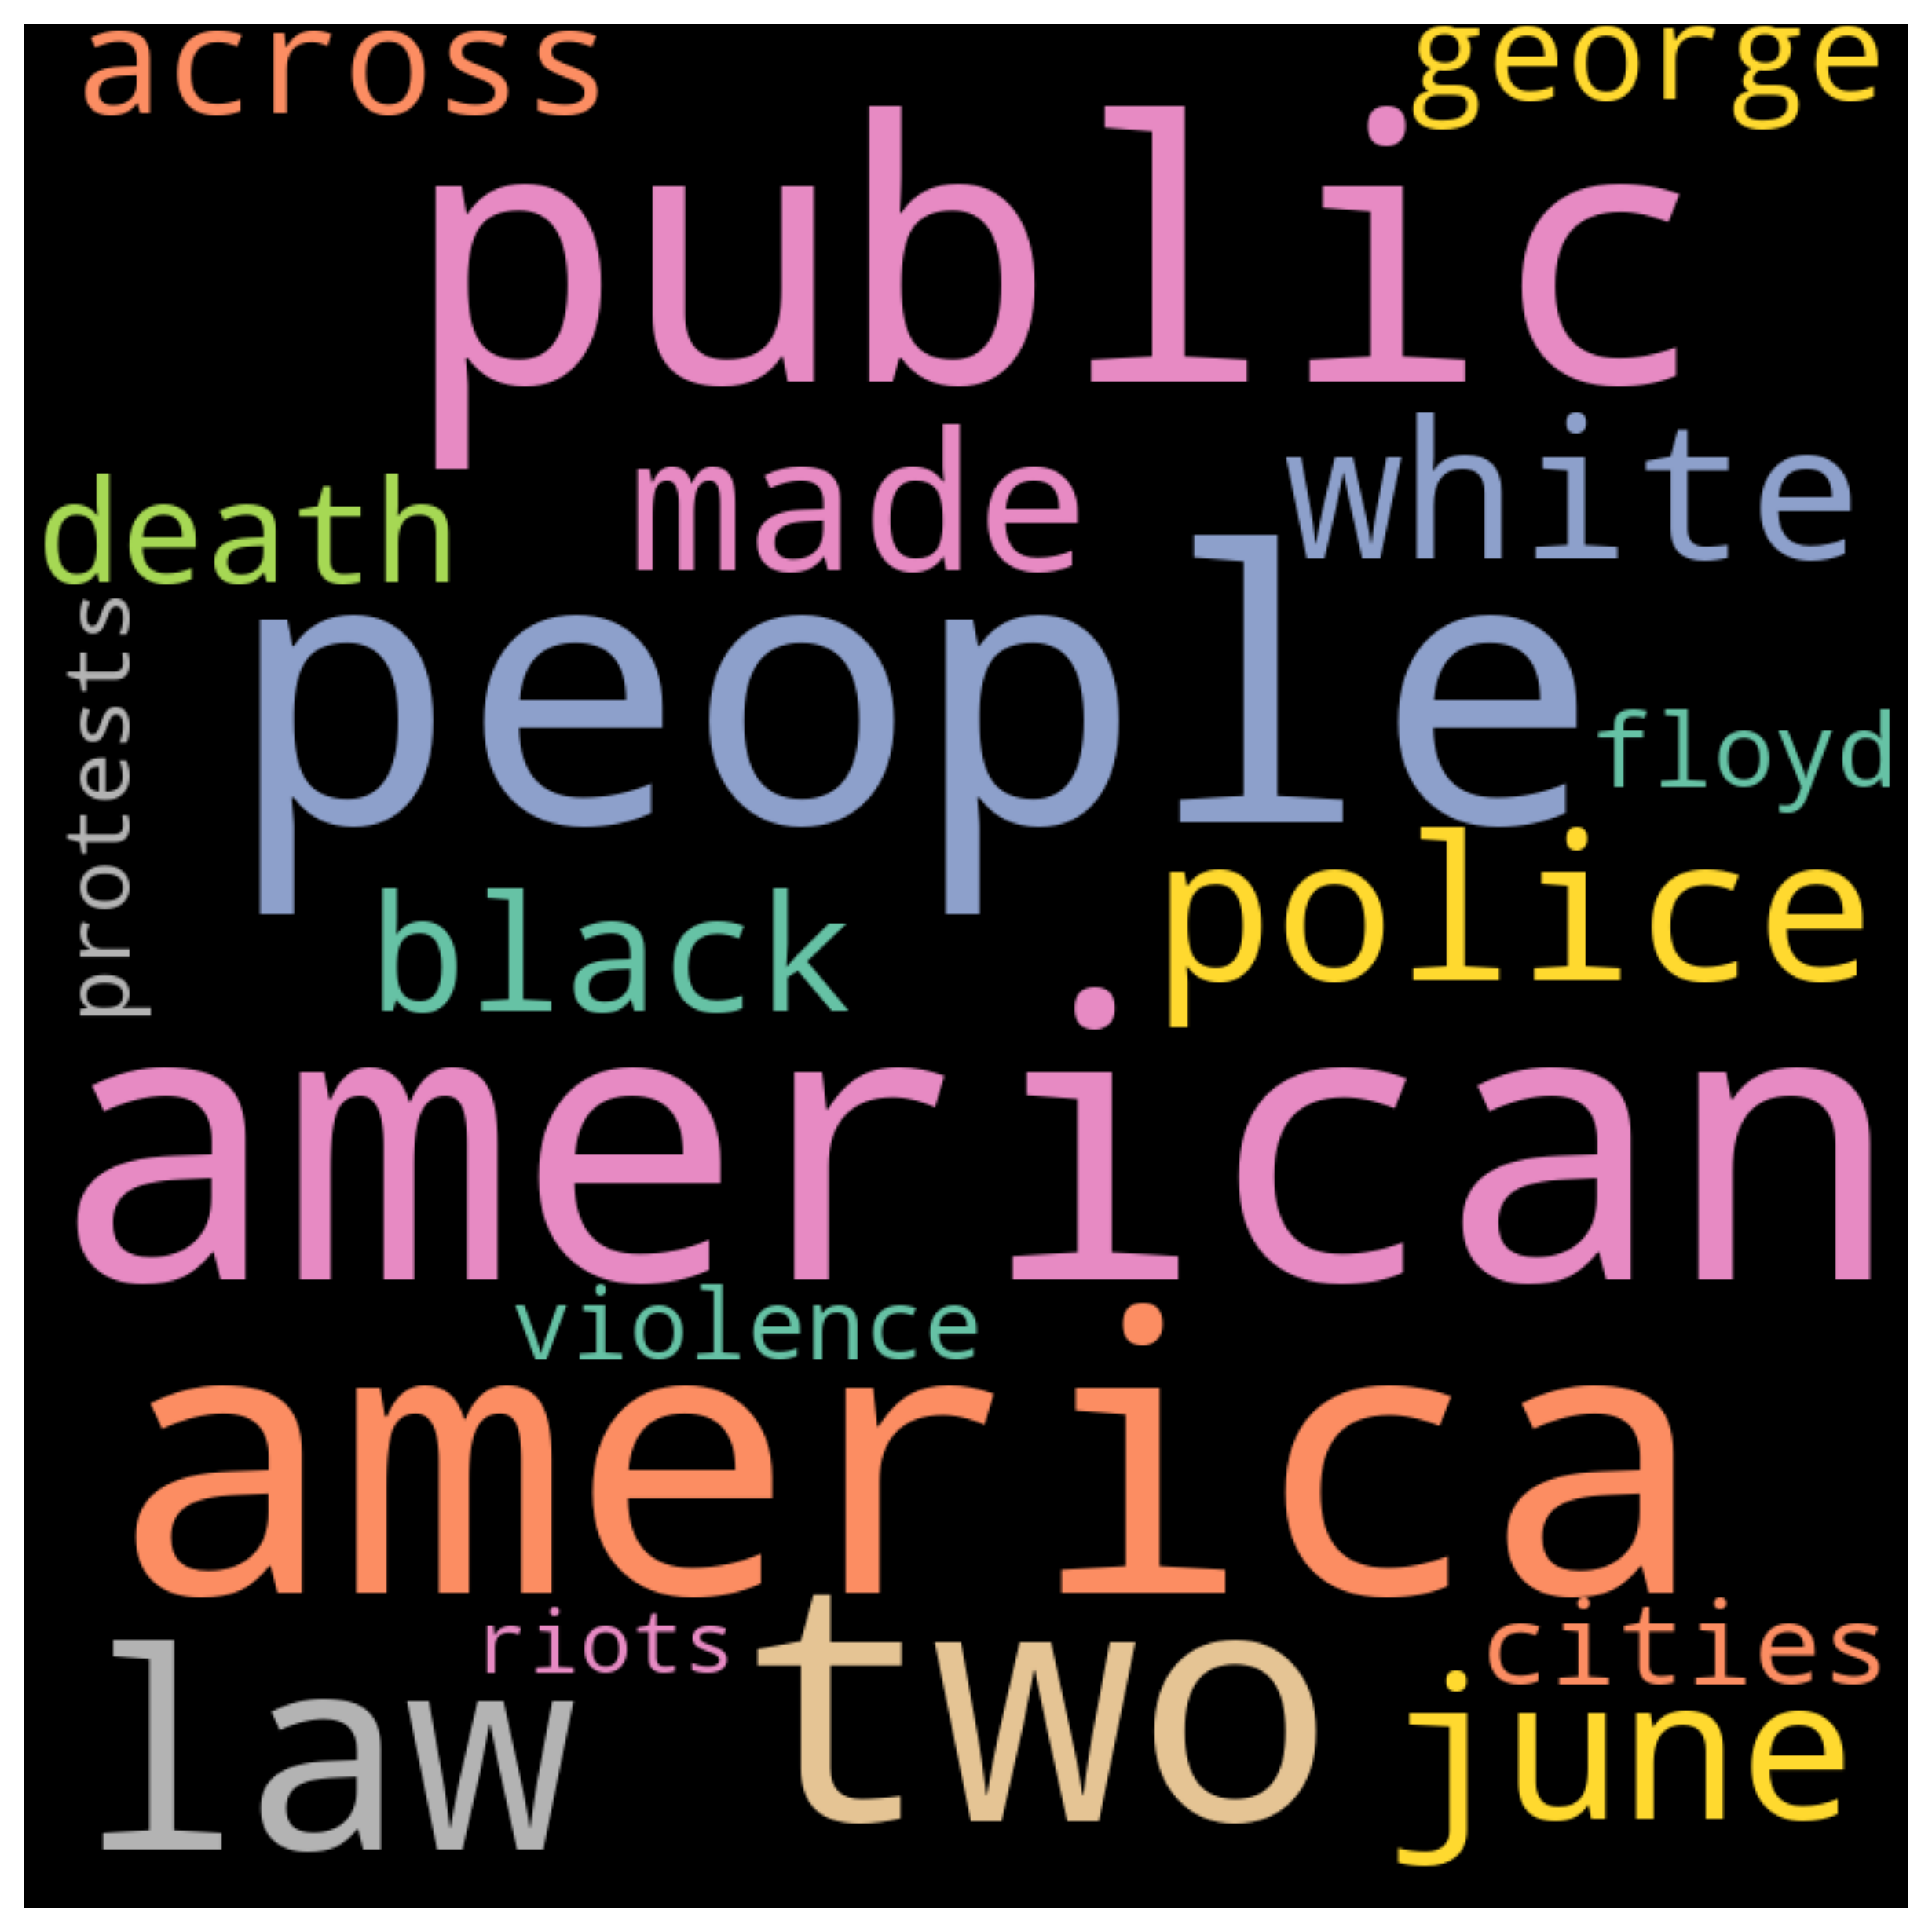 across george
public
death made white
protests
people
floyd
black police
american
violence
america
riots cities
law two june